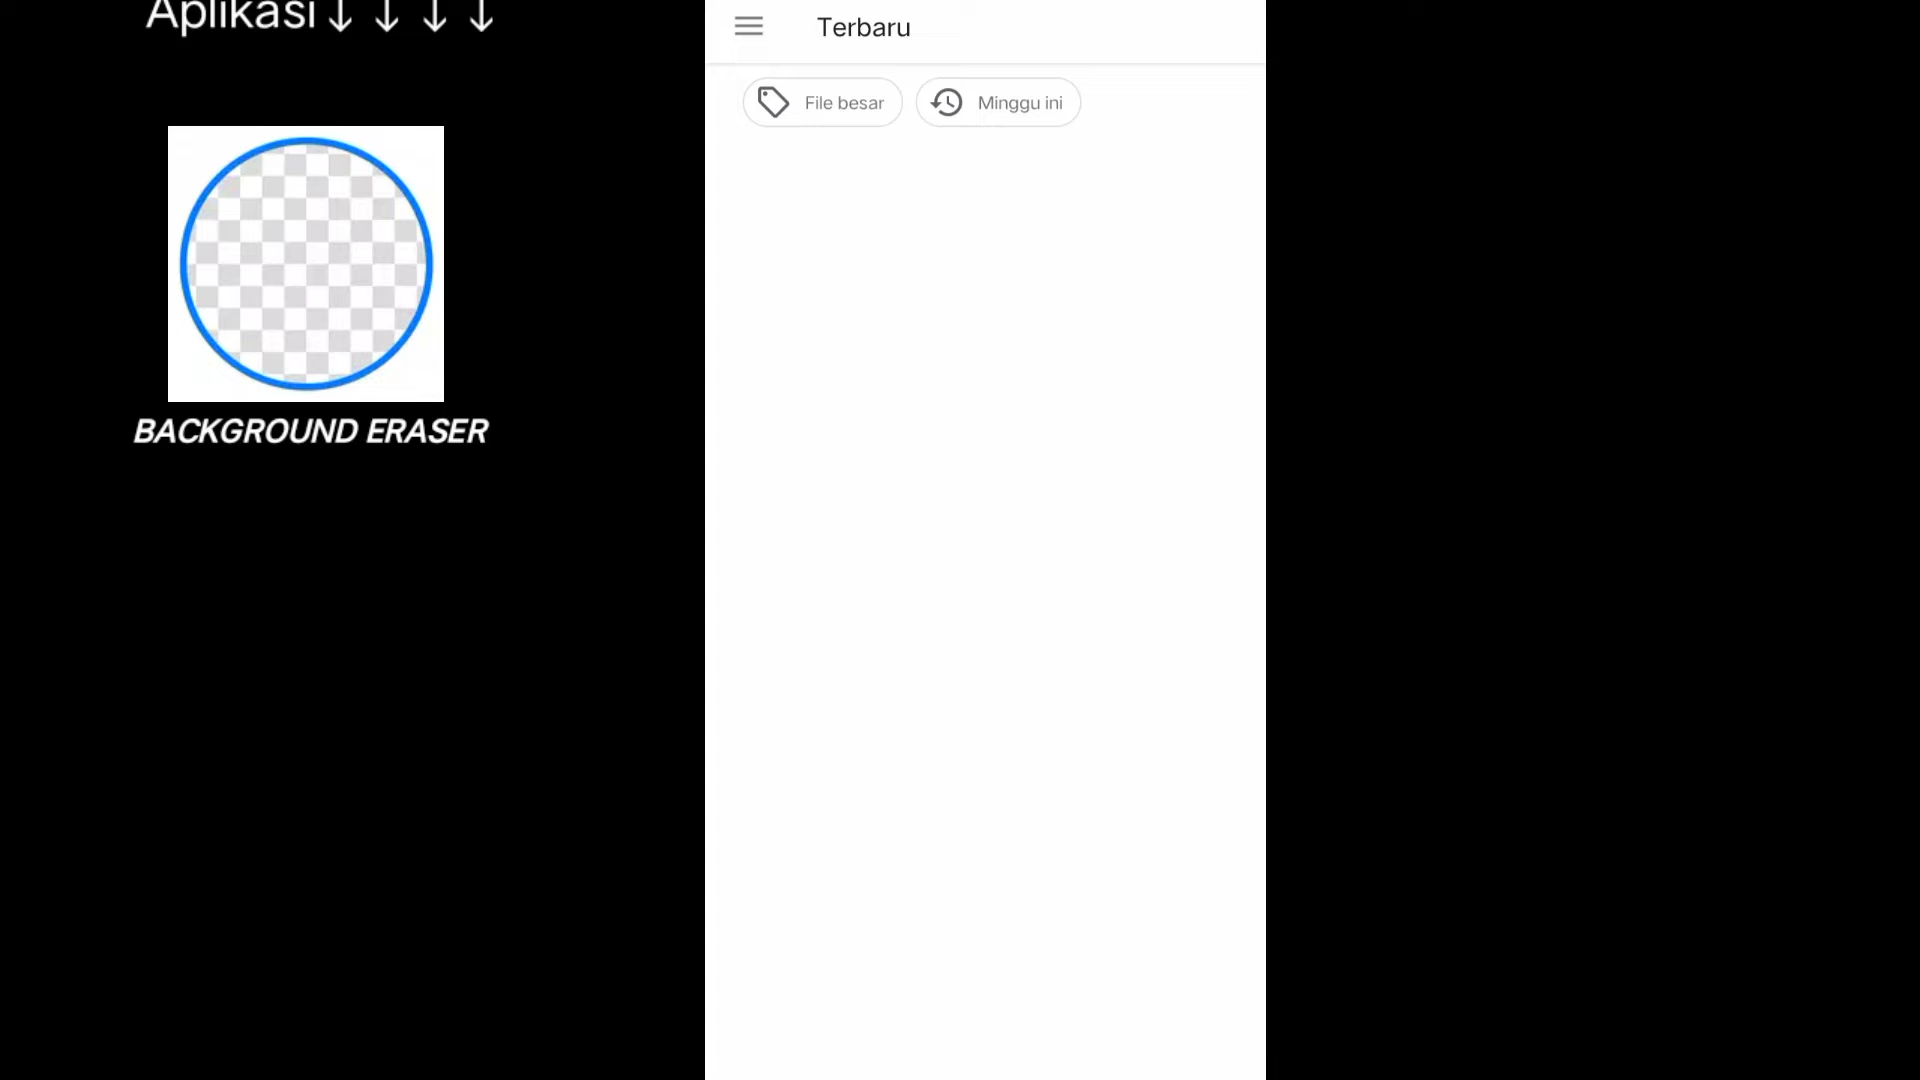 Aplikasi↓ ↓ ↓ ↓
BACKGROUND ERASER
Terbaru
File besar
Minggu ini